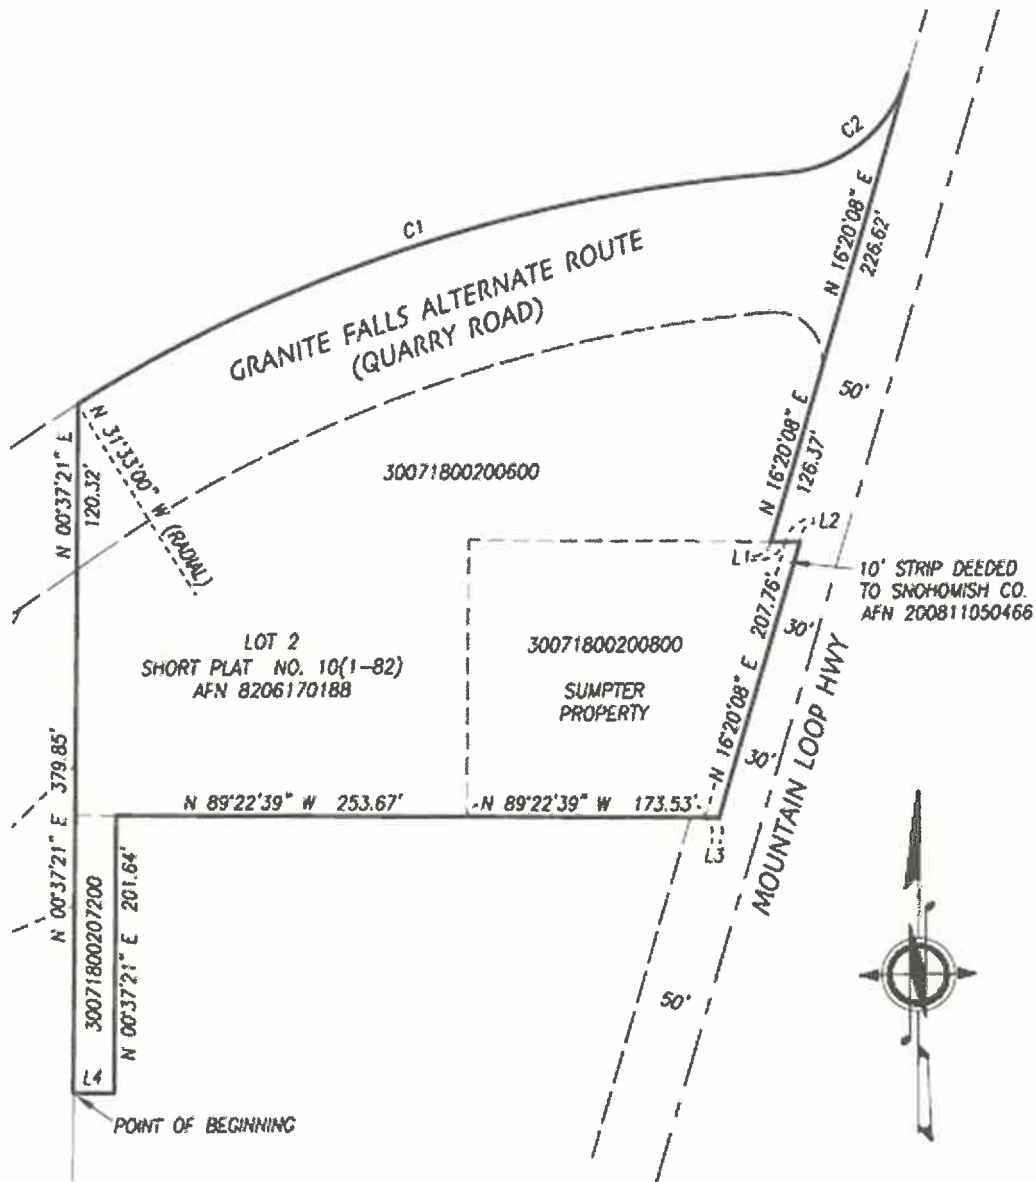 C2
C1
N 16°20'08" E
226.62'
GRANITE FALLS ALTERNATE ROUTE
(QUARRY ROAD)
50'
N 31°33'00" W (RADIAL)
N 00°37'21" E
120.32'
N 16°20'08" E
126.37'
30071800200600
L2
L1
10' STRIP DEEDED
TO SNOHOMISH CO.
AFN 200811050466
LOT 2
SHORT PLAT NO. 10(1-82)
AFN 8206170188
30071800200800
SUMPTER
PROPERTY
N 16°20'08" E 207.76'
30'
30'
MOUNTAIN LOOP HWY
N 00°37'21" E 379.85'
N 89°22'39" W 253.67'
N 89°22'39" W 173.53'
L3
30071800207200
N 00°37'21" E 201.64'
50'
L4
POINT OF BEGINNING